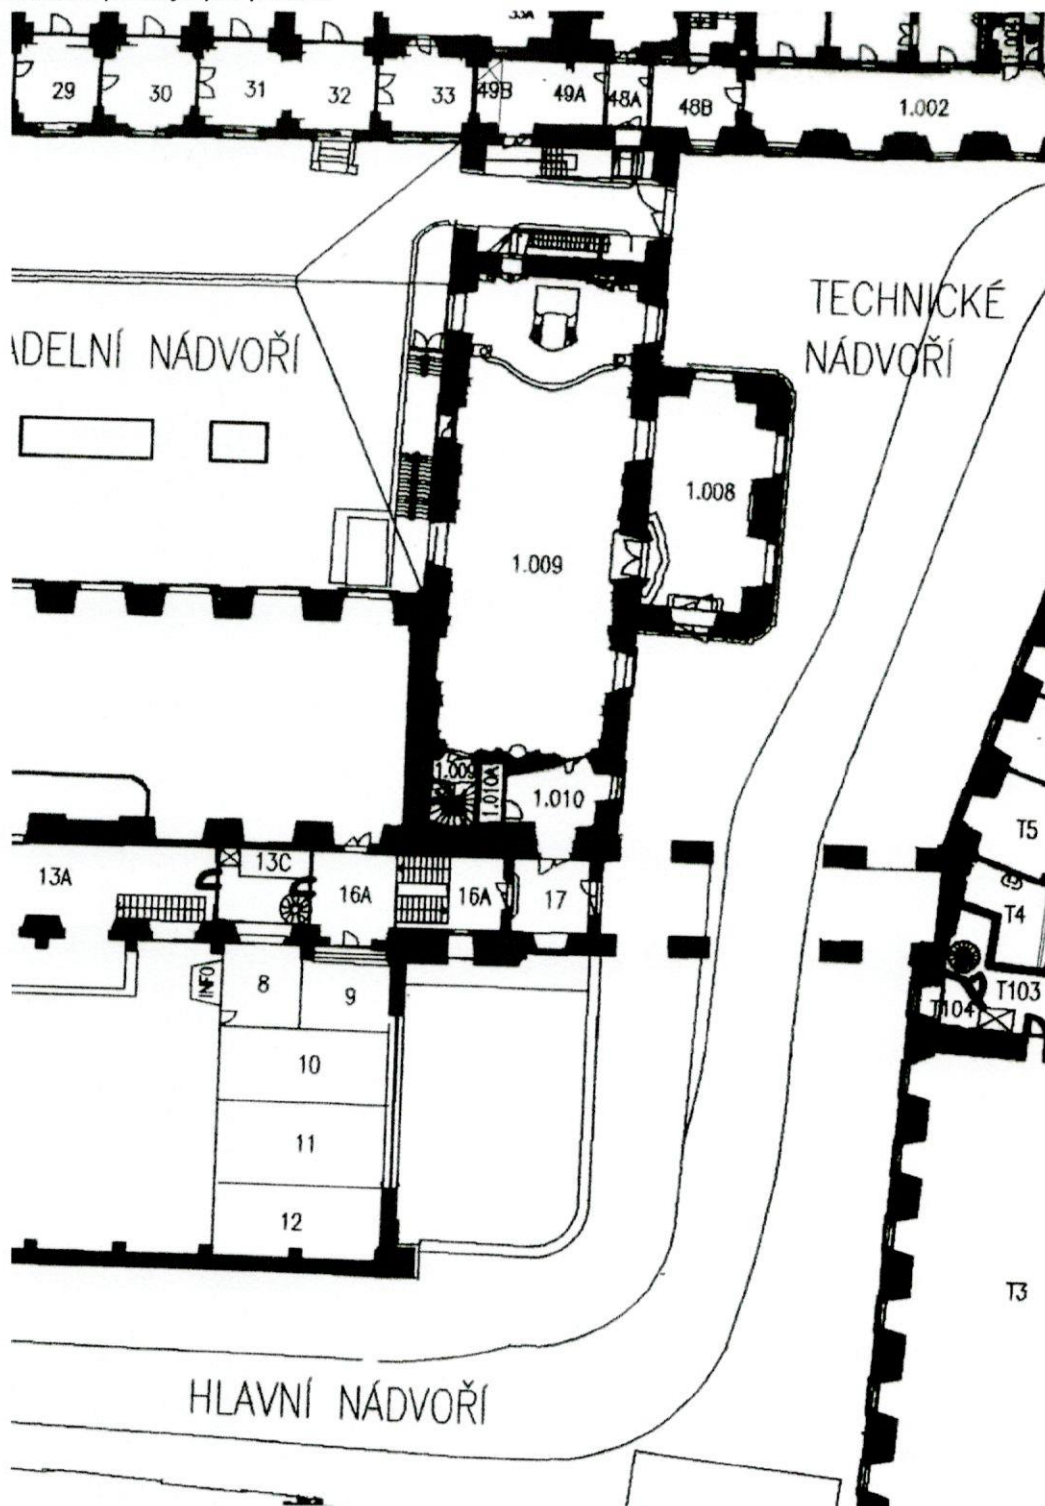 33A
29
30
31
32
33
49B
49A
48A
48B
1.002
TECHNICKÉ
NÁDVOŘÍ
ADELNÍ NÁDVOŘÍ
1.008
1.009
1.009
1.010A
1.010
T5
13A
13C
16A
16A
17
T4
INFO
8
9
T103
T104
10
11
12
T3
HLAVNÍ NÁDVOŘÍ